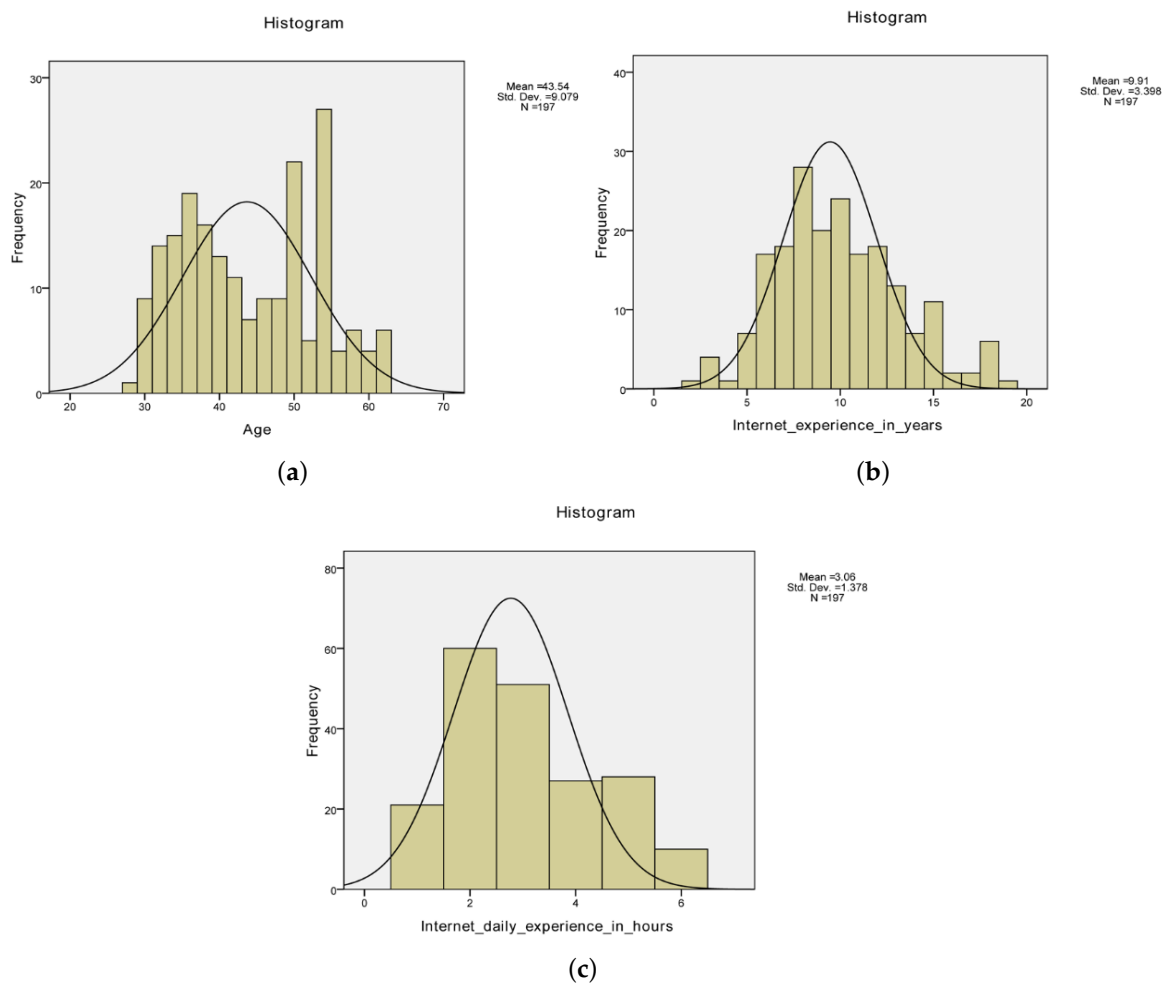 Histogram
Mean =43.54
Std. Dev. =9.079
N =197
Frequency
30
20
10
0
20 30 40 50 60 70
Age
(a)
Histogram
Mean =9.91
Std. Dev. =3.398
N =197
Frequency
40
30
20
10
0
0 5 10 15 20
Internet_experience_in_years
(b)
Histogram
Mean =3.06
Std. Dev. =1.378
N =197
Frequency
80
60
40
20
0
0 2 4 6
Internet_daily_experience_in_hours
(c)